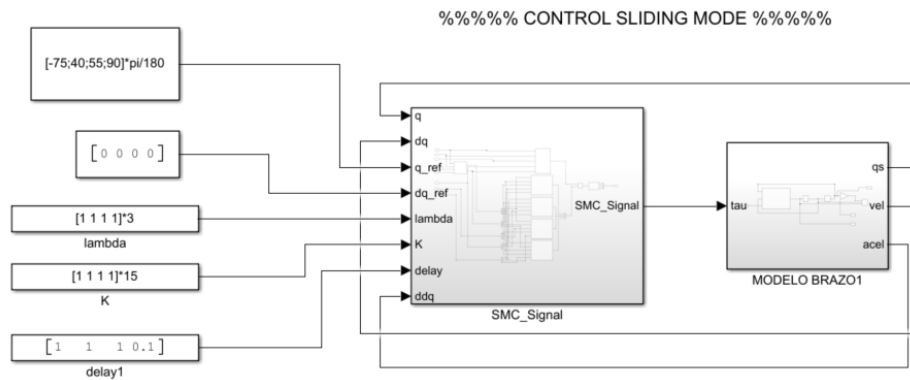 %%%%% CONTROL SLIDING MODE %%%%%
[-75;40;55;90]*pi/180
[0 0 0 0]
[1 1 1 1]*3
lambda
[1 1 1 1]*15
K
[1 1 1 0.1]
delay1
q
dq
q_ref
dq_ref
lambda
K
delay
ddq
SMC_Signal
SMC_Signal
tau
qs
vel
acel
MODELO BRAZO1